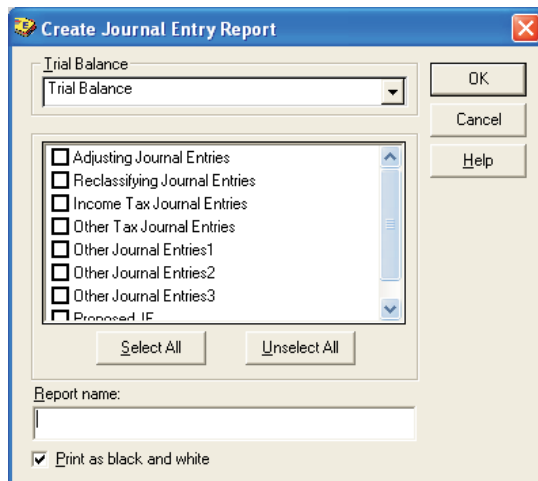 Create Journal Entry Report
Trial Balance
Trial Balance
OK
Cancel
Help
Adjusting Journal Entries
Reclassifying Journal Entries
Income Tax Journal Entries
Other Tax Journal Entries
Other Journal Entries1
Other Journal Entries2
Other Journal Entries3
Proposed JE
Select All
Unselect All
Report name:
Print as black and white